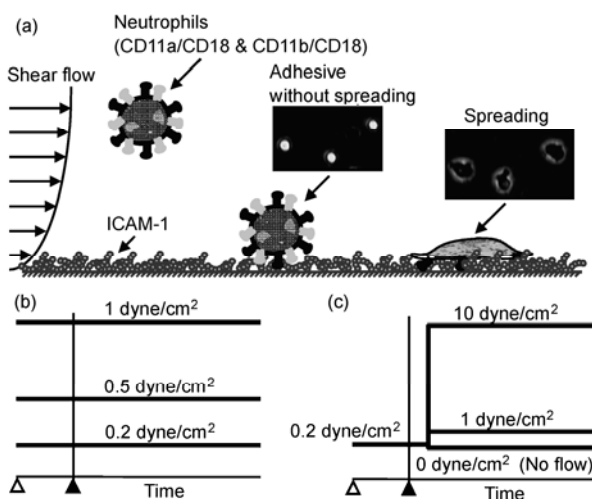 (a)
Neutrophils
(CD11a/CD18 & CD11b/CD18)
Shear flow
Adhesive
without spreading
Spreading
ICAM-1
(b)
1 dyne/cm²
0.5 dyne/cm²
0.2 dyne/cm²
Time
(c)
10 dyne/cm²
0.2 dyne/cm²
1 dyne/cm²
0 dyne/cm² (No flow)
Time